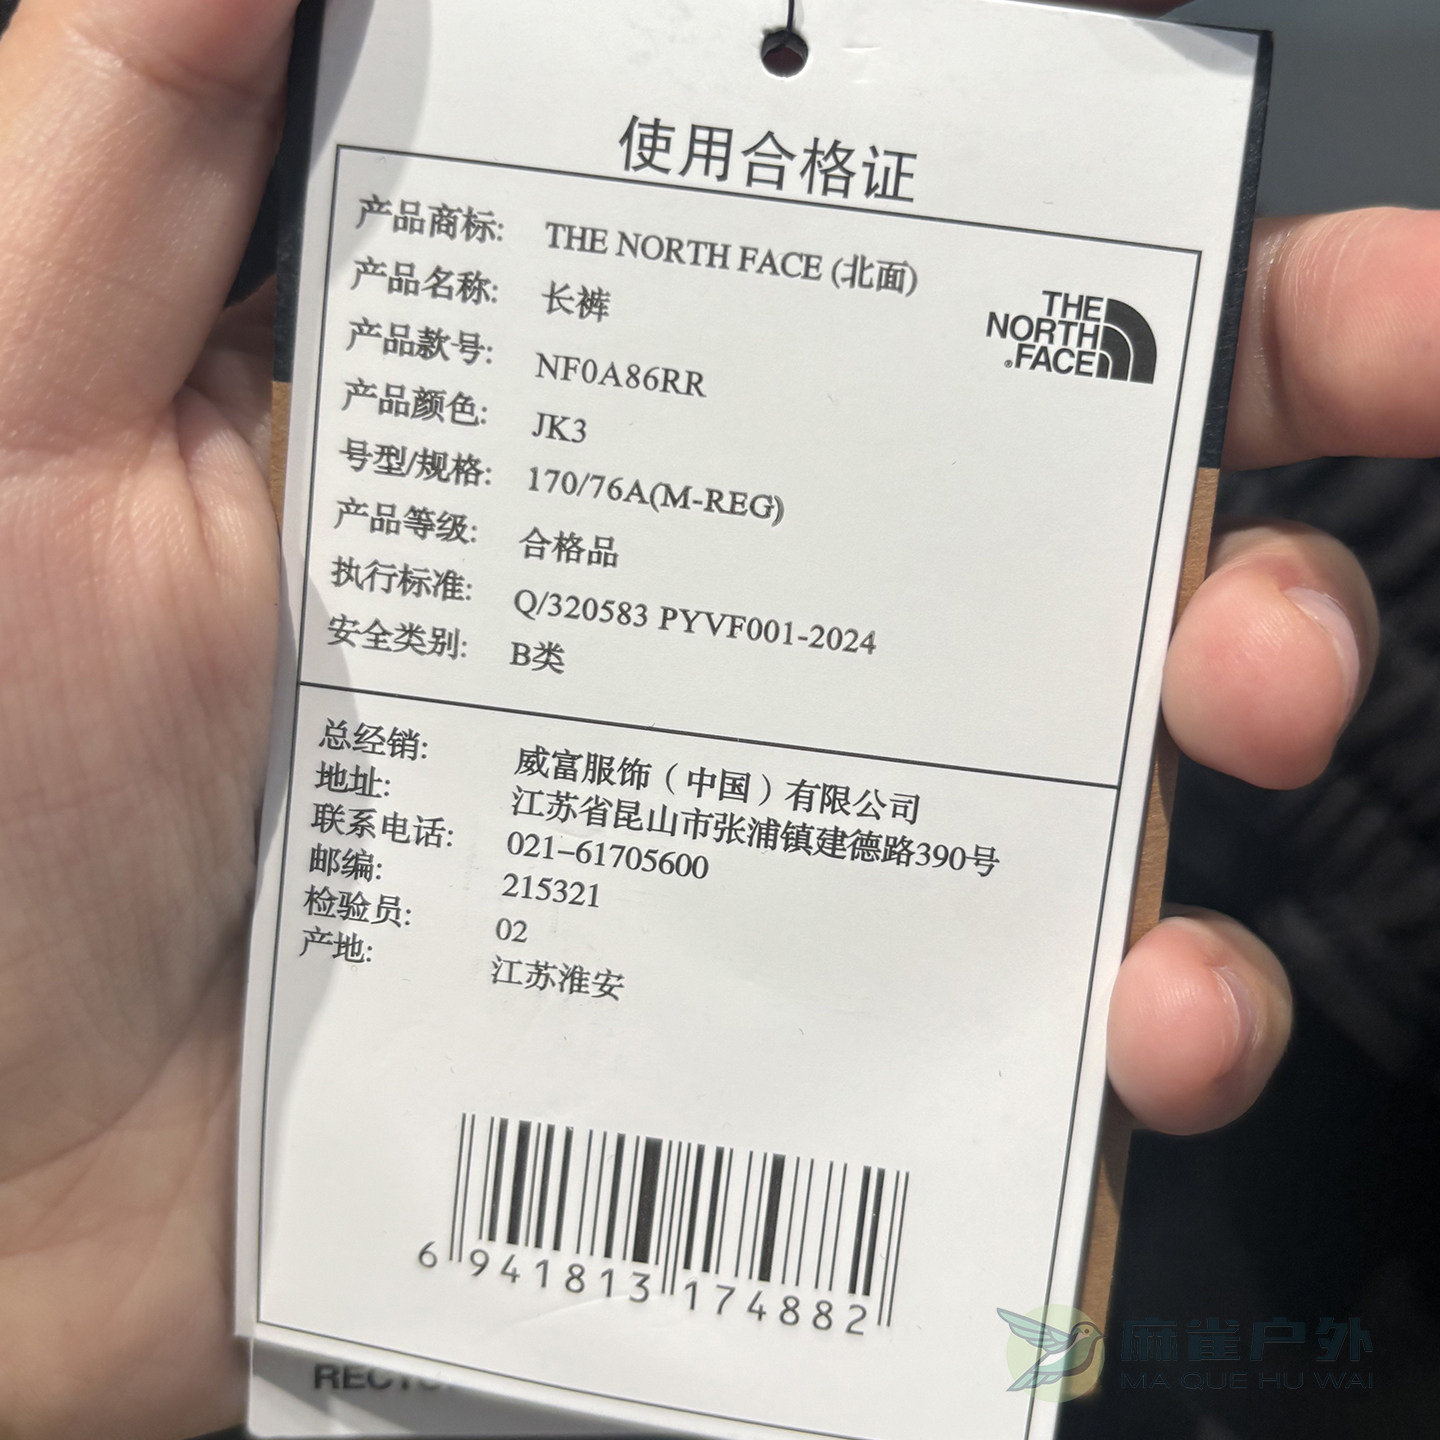 使用合格证
产品商标: THE NORTH FACE (北面)
产品名称: 长裤
产品款号: NF0A86RR
产品颜色: JK3
号型/规格: 170/76A(M-REG)
产品等级: 合格品
执行标准: Q/320583 PYVF001-2024
安全类别: B类
THE
NORTH
FACE
总经销: 威富服饰（中国）有限公司
地址: 江苏省昆山市张浦镇建德路390号
联系电话: 021-61705600
邮编: 215321
检验员: 02
产地: 江苏淮安
6 941813 174882
麻雀户外
MA QUE HU WAI